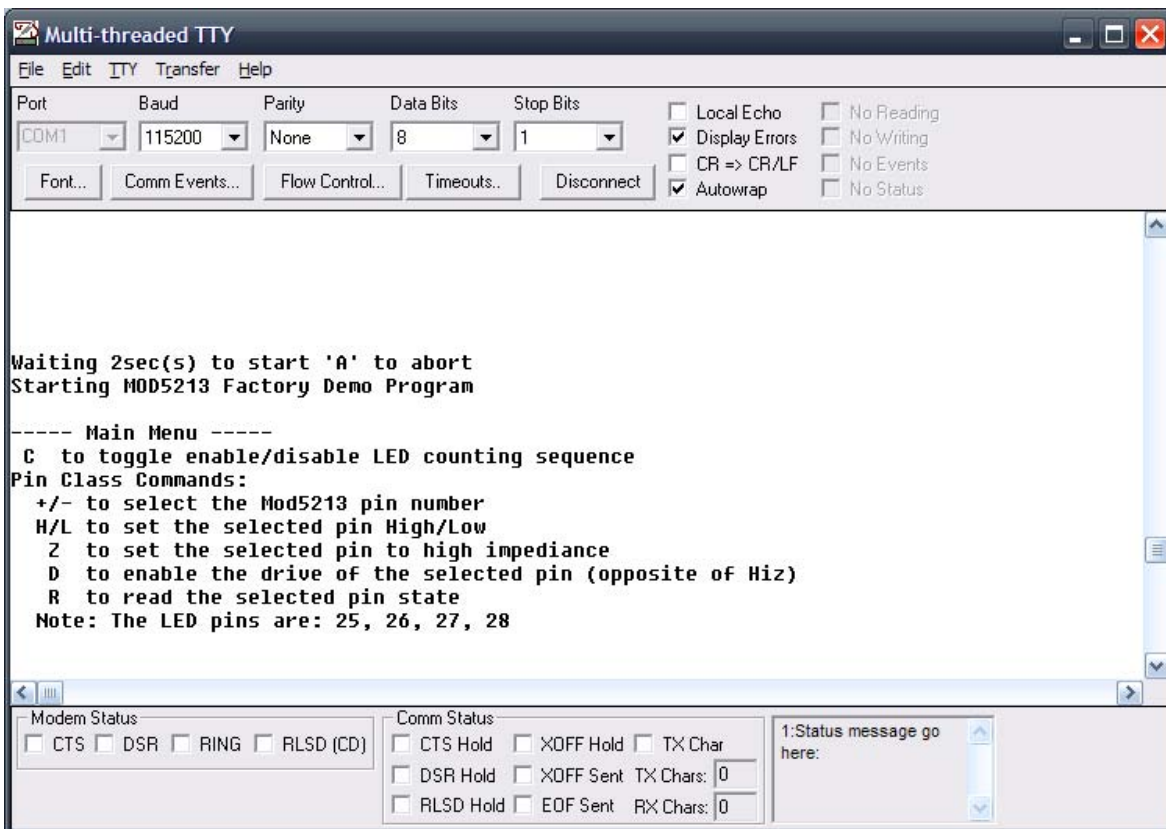 Multi-threaded TTY
File Edit TTY Transfer Help
Port Baud Parity Data Bits Stop Bits
COM1 115200 None 8 1
Font... Comm Events... Flow Control... Timeouts.. Disconnect
Local Echo No Reading
Display Errors No Writing
CR => CR/LF No Events
Autowrap No Status
Waiting 2sec(s) to start 'A' to abort
Starting MOD5213 Factory Demo Program
----- Main Menu -----
C to toggle enable/disable LED counting sequence
Pin Class Commands:
+/- to select the Mod5213 pin number
H/L to set the selected pin High/Low
Z to set the selected pin to high impediance
D to enable the drive of the selected pin (opposite of Hiz)
R to read the selected pin state
Note: The LED pins are: 25, 26, 27, 28
Modem Status
CTS DSR RING RLSD (CD)
Comm Status
CTS Hold XOFF Hold TX Char
DSR Hold XOFF Sent TX Chars: 0
RLSD Hold EOF Sent RX Chars: 0
1:Status message go
here: